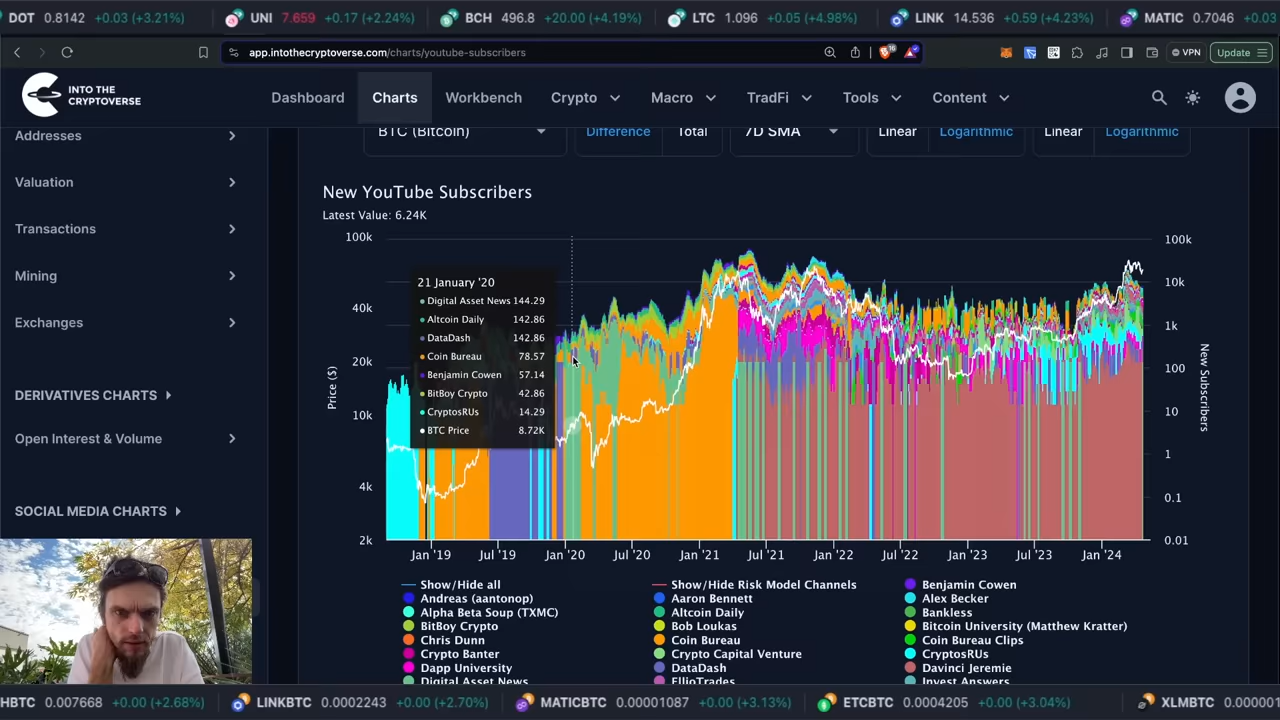 DOT 0.8142 +0.03 (+3.21%) UNI 7.659 +0.17 (+2.24%) BCH 496.8 +20.00 (+4.19%) LTC 1.096 +0.05 (+4.98%) LINK 14.536 +0.59 (+4.23%) MATIC 0.7046 +0.03
app.intothecryptoverse.com/charts/youtube-subscribers 16 VPN Update
INTO THE
CRYPTOVERSE
Dashboard Charts Workbench Crypto Macro TradFi Tools Content
Addresses
Valuation
Transactions
Mining
Exchanges
DERIVATIVES CHARTS
Open Interest & Volume
SOCIAL MEDIA CHARTS
BTC (Bitcoin) Difference Total 7D SMA Linear Logarithmic Linear Logarithmic
New YouTube Subscribers
Latest Value: 6.24K
100k
40k
20k
10k
4k
2k
Price ($)
21 January '20
Digital Asset News 144.29
Altcoin Daily 142.86
DataDash 142.86
Coin Bureau 78.57
Benjamin Cowen 57.14
BitBoy Crypto 42.86
CryptosRUs 14.29
BTC Price 8.72K
100k
10k
1k
100
10
1
0.1
0.01
New Subscribers
Jan '19 Jul '19 Jan '20 Jul '20 Jan '21 Jul '21 Jan '22 Jul '22 Jan '23 Jul '23 Jan '24
Show/Hide all Show/Hide Risk Model Channels Benjamin Cowen
Andreas (aantonop) Aaron Bennett Alex Becker
Alpha Beta Soup (TXMC) Altcoin Daily Bankless
BitBoy Crypto Bob Loukas Bitcoin University (Matthew Kratter)
Chris Dunn Coin Bureau Coin Bureau Clips
Crypto Banter Crypto Capital Venture CryptosRUs
Dapp University DataDash Davinci Jeremie
Digital Asset News EllioTrades Invest Answers
HBTC 0.007668 +0.00 (+2.68%) LINKBTC 0.0002243 +0.00 (+2.70%) MATICBTC 0.00001087 +0.00 (+3.13%) ETCBTC 0.0004205 +0.00 (+3.04%) XLMBTC 0.000001